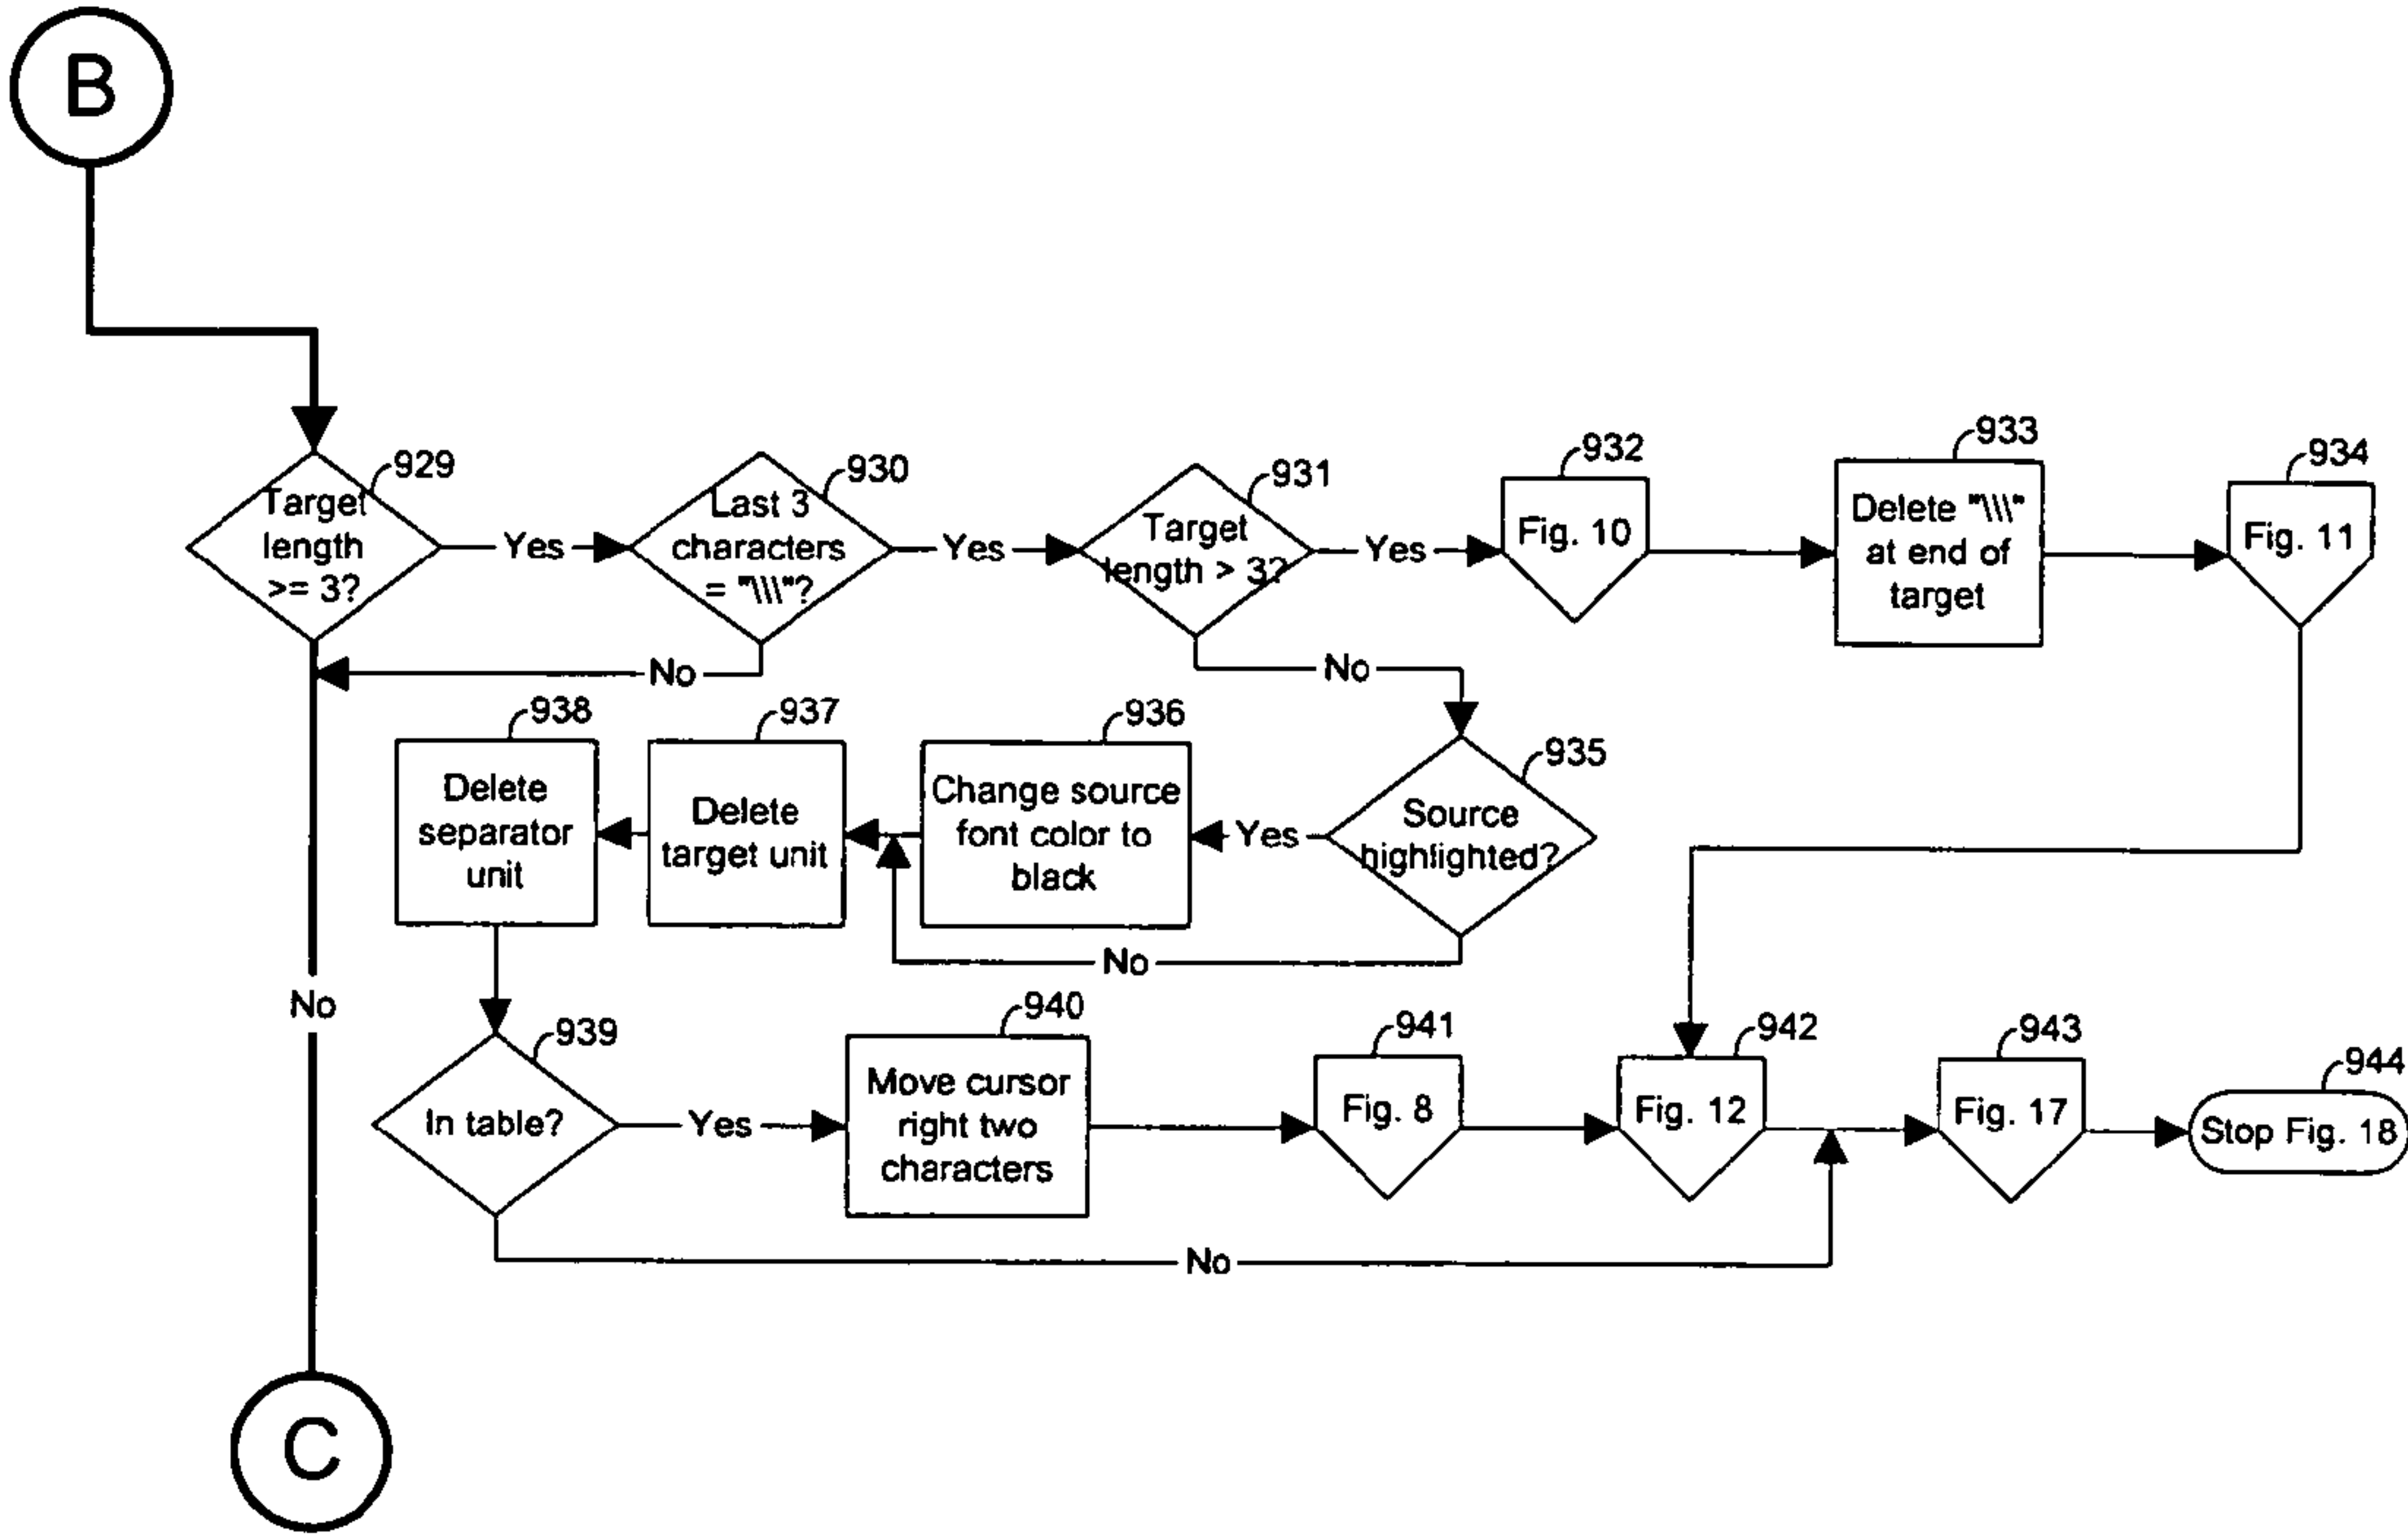 B
929
Target
length
>= 3?
Yes
930
Last 3
characters
= "\\\"?
Yes
931
Target
length > 3?
Yes
932
Fig. 10
933
Delete "\\\"
at end of
target
934
Fig. 11
No
No
938
Delete
separator
unit
937
Delete
target unit
936
Change source
font color to
black
Yes
935
Source
highlighted?
No
No
939
In table?
Yes
940
Move cursor
right two
characters
941
Fig. 8
942
Fig. 12
943
Fig. 17
944
Stop Fig. 18
No
C